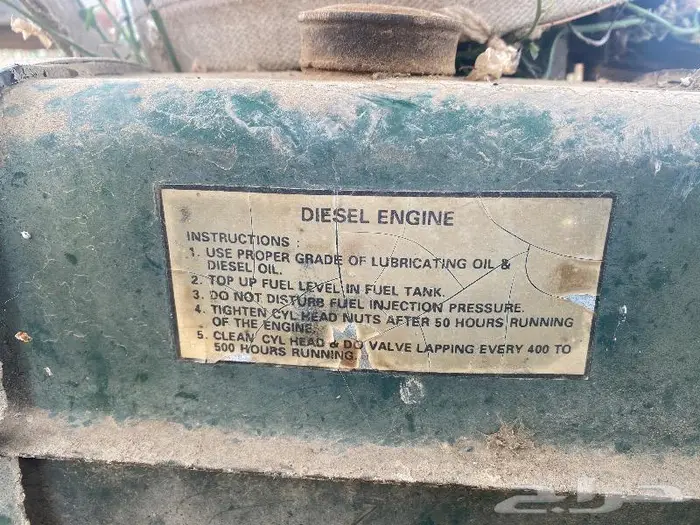 DIESEL ENGINE
INSTRUCTIONS :
1. USE PROPER GRADE OF LUBRICATING OIL &
DIESEL OIL.
2. TOP UP FUEL LEVEL IN FUEL TANK.
3. DO NOT DISTURB FUEL INJECTION PRESSURE.
4. TIGHTEN CYL HEAD NUTS AFTER 50 HOURS RUNNING
OF THE ENGINE.
5. CLEAN CYL HEAD & DO VALVE LAPPING EVERY 400 TO
500 HOURS RUNNING.
حراج